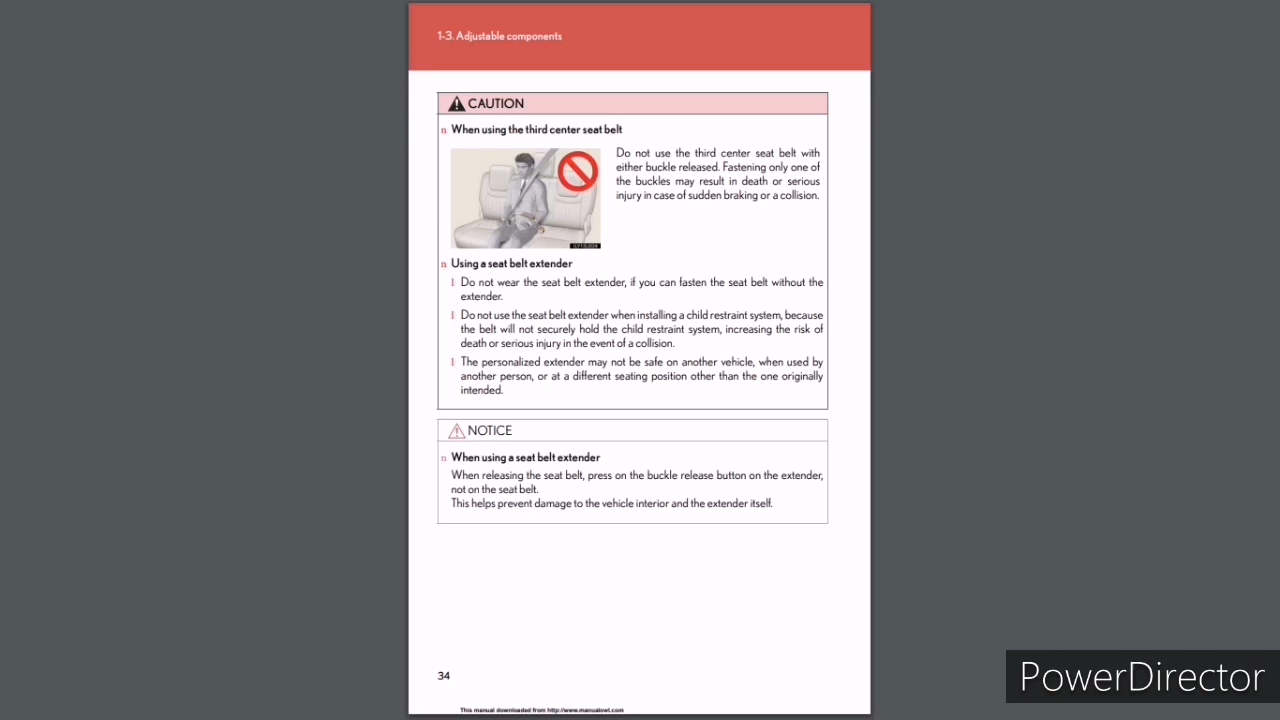 1-3. Adjustable components
CAUTION
n When using the third center seat belt
Do not use the third center seat belt with
either buckle released. Fastening only one of
the buckles may result in death or serious
injury in case of sudden braking or a collision.
n Using a seat belt extender
l Do not wear the seat belt extender, if you can fasten the seat belt without the
extender.
l Do not use the seat belt extender when installing a child restraint system, because
the belt will not securely hold the child restraint system, increasing the risk of
death or serious injury in the event of a collision.
l The personalized extender may not be safe on another vehicle, when used by
another person, or at a different seating position other than the one originally
intended.
NOTICE
n When using a seat belt extender
When releasing the seat belt, press on the buckle release button on the extender,
not on the seat belt.
This helps prevent damage to the vehicle interior and the extender itself.
34
This manual downloaded from http://www.manualowl.com
PowerDirector